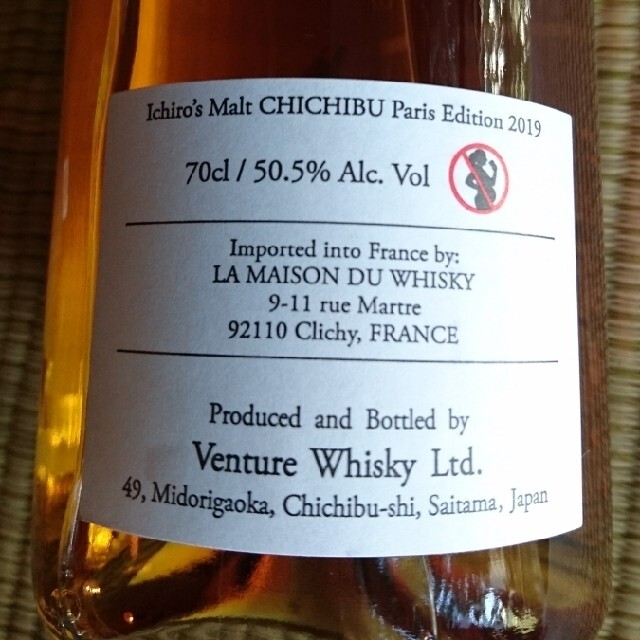 Ichiro's Malt CHICHIBU Paris Edition 2019
70cl / 50.5% Alc. Vol
Imported into France by:
LA MAISON DU WHISKY
9-11 rue Martre
92110 Clichy, FRANCE
Produced and Bottled by
Venture Whisky Ltd.
49, Midorigaoka, Chichibu-shi, Saitama, Japan